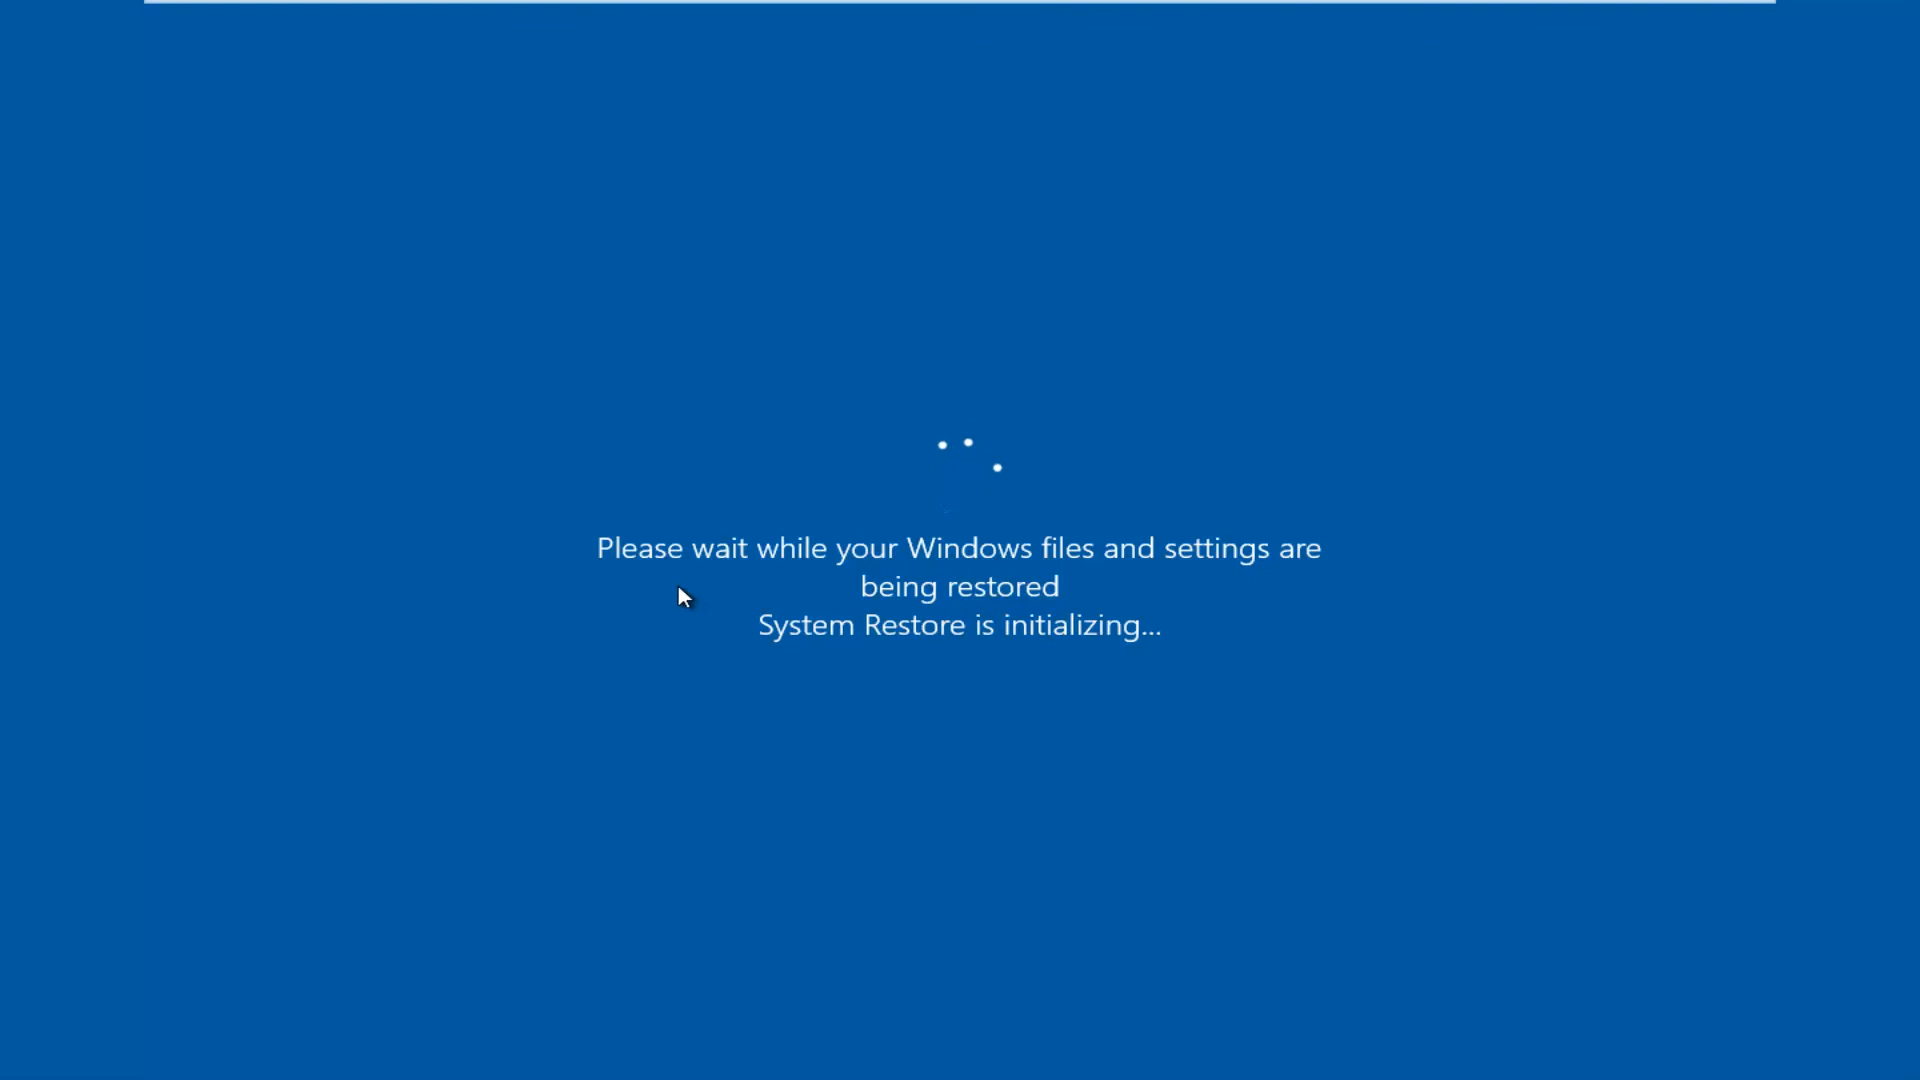 Please wait while your Windows files and settings are
being restored
System Restore is initializing...